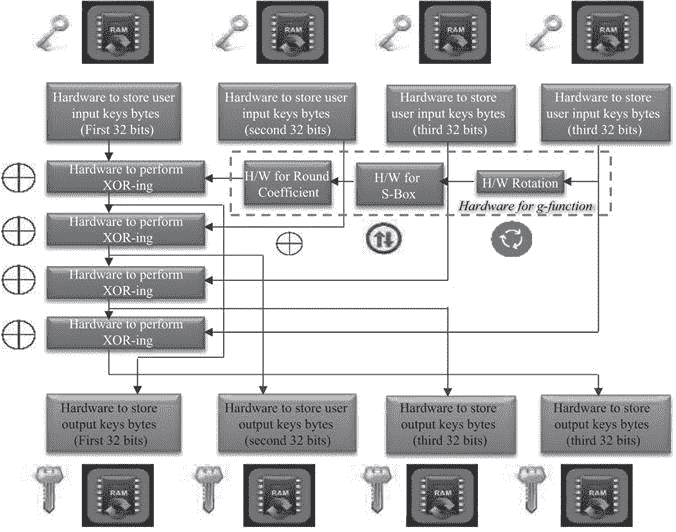 RAM
RAM
RAM
RAM
Hardware to store user
input keys bytes
(First 32 bits)
Hardware to store user
input keys bytes
(second 32 bits)
Hardware to store
user input keys bytes
(third 32 bits)
Hardware to store
user input keys bytes
(third 32 bits)
Hardware to perform
XOR-ing
H/W for Round
Coefficient
H/W for
S-Box
H/W Rotation
Hardware for g-function
Hardware to perform
XOR-ing
Hardware to perform
XOR-ing
Hardware to perform
XOR-ing
Hardware to store
output keys bytes
(First 32 bits)
Hardware to store user
output keys bytes
(second 32 bits)
Hardware to store
output keys bytes
(third 32 bits)
Hardware to store
output keys bytes
(third 32 bits)
RAM
RAM
RAM
RAM